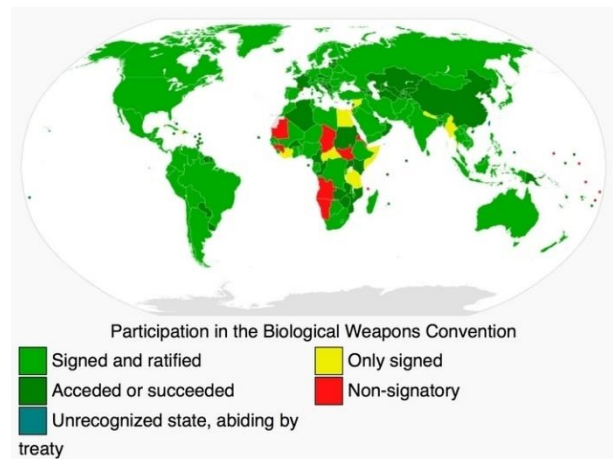 Participation in the Biological Weapons Convention
Signed and ratified
Acceded or succeeded
Unrecognized state, abiding by
treaty
Only signed
Non-signatory